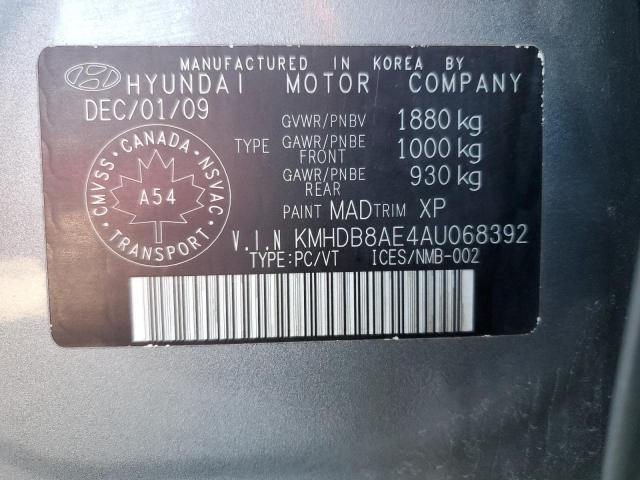 MANUFACTURED IN KOREA BY
HYUNDAI MOTOR COMPANY
DEC/01/09
GVWR/PNBV 1880 kg
TYPE GAWR/PNBE FRONT 1000 kg
GAWR/PNBE REAR 930 kg
PAINT MAD TRIM XP
CMVSS · CANADA · NSVAC
A54
TRANSPORT
V.I.N KMHDB8AE4AU068392
TYPE:PC/VT ICES/NMB-002